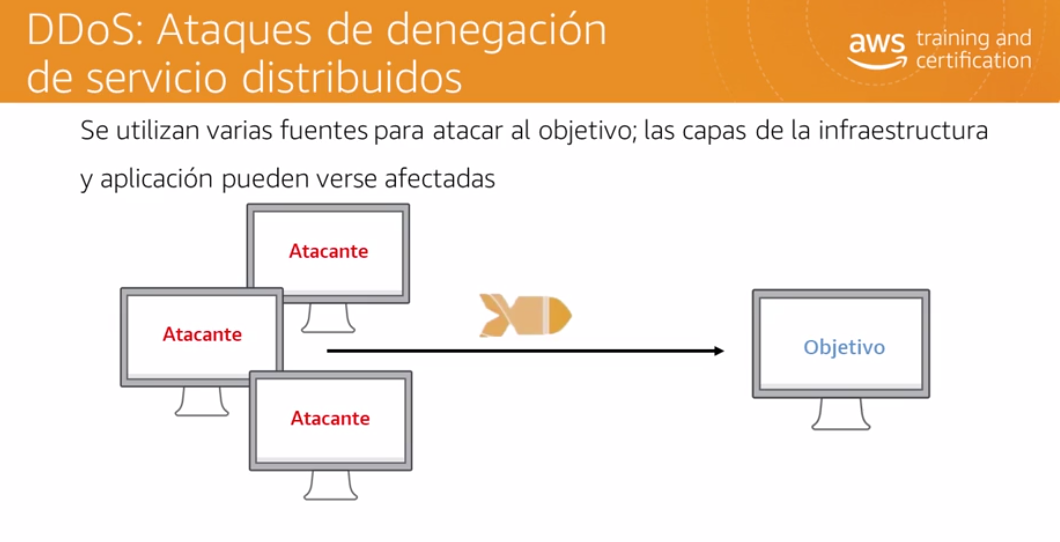 DDoS: Ataques de denegación
de servicio distribuidos
aws training and
certification
Se utilizan varias fuentes para atacar al objetivo; las capas de la infraestructura
y aplicación pueden verse afectadas
Atacante
Atacante
Atacante
Objetivo